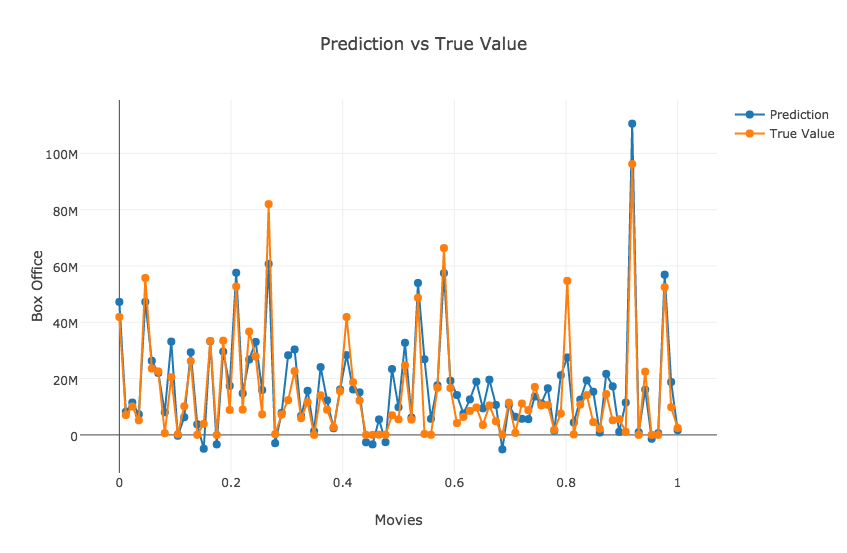 Prediction vs True Value
Prediction
True Value
100M
80M
60M
40M
20M
0
Box Office
0
0.2
0.4
0.6
0.8
1
Movies